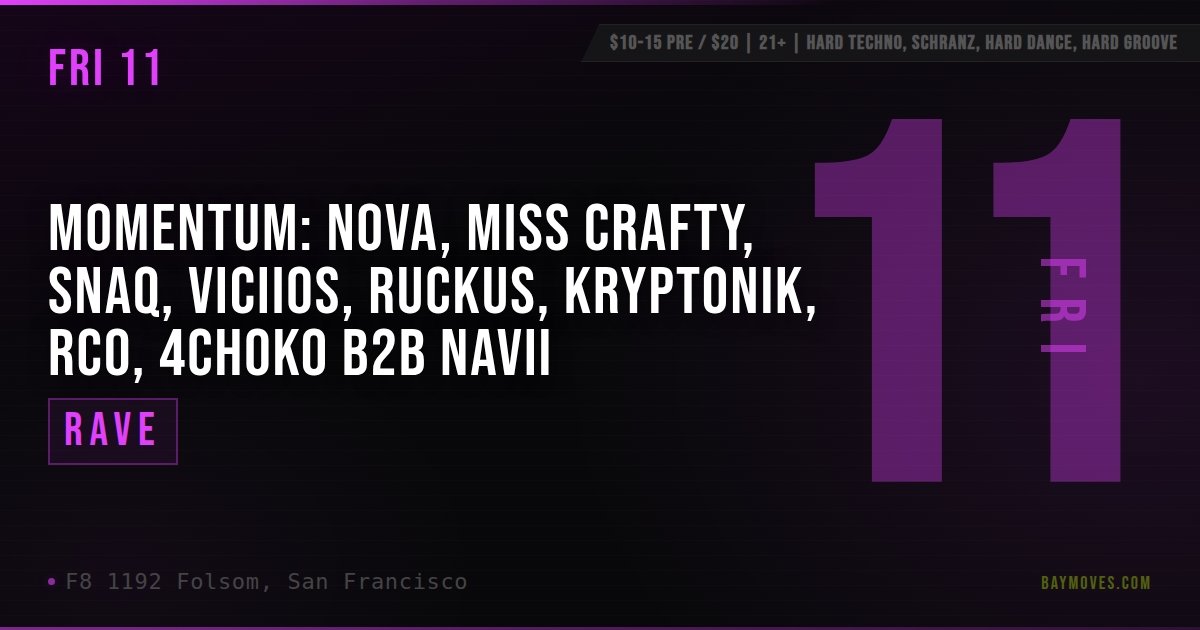 $10-15 PRE / $20 | 21+ | HARD TECHNO, SCHRANZ, HARD DANCE, HARD GROOVE
FRI 11
11
FRI
MOMENTUM: NOVA, MISS CRAFTY,
SNAQ, VICIIOS, RUCKUS, KRYPTONIK,
RCO, 4CHOKO B2B NAVII
RAVE
F8 1192 Folsom, San Francisco
BAYMOVES.COM